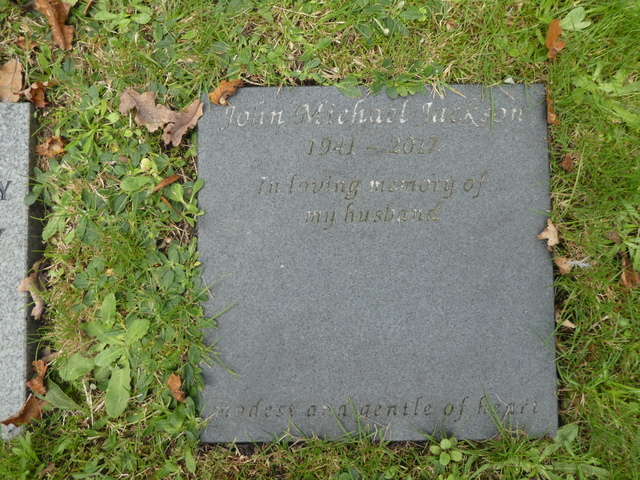 John Michael Jackson
1941 – 2017
In loving memory of
my husband
modest and gentle of heart